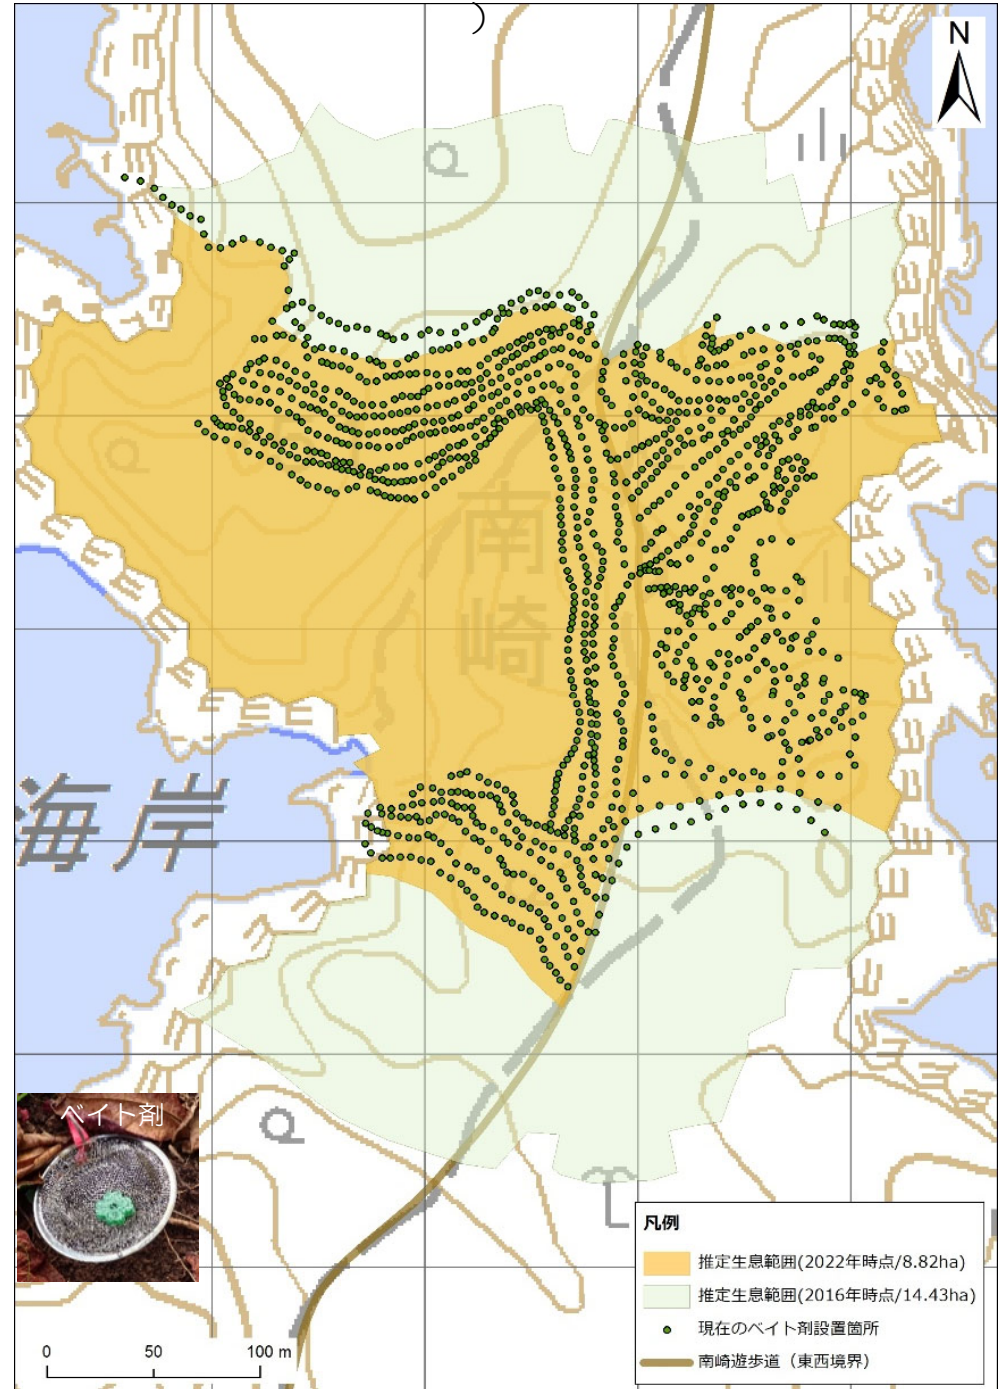 )
N
南
崎
海岸
ベイト剤
凡例
推定生息範囲(2022年時点/8.82ha)
推定生息範囲(2016年時点/14.43ha)
現在のベイト剤設置箇所
南崎遊歩道（東西境界)
0 50 100 m